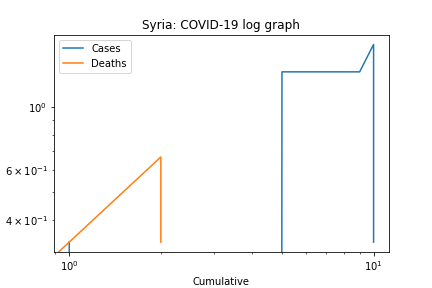 Syria: COVID-19 log graph
Cases
Deaths
10⁰
6 × 10⁻¹
4 × 10⁻¹
10⁰ 10¹
Cumulative